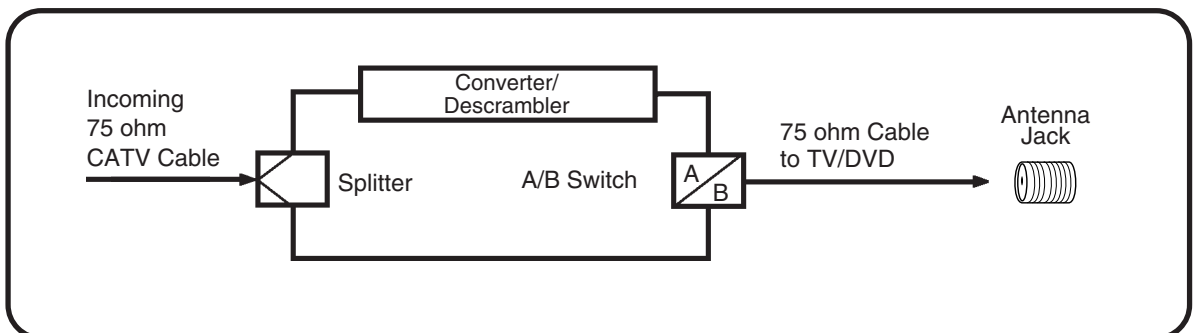 Incoming
75 ohm
CATV Cable
Splitter
Converter/
Descrambler
A/B Switch
A
B
75 ohm Cable
to TV/DVD
Antenna
Jack